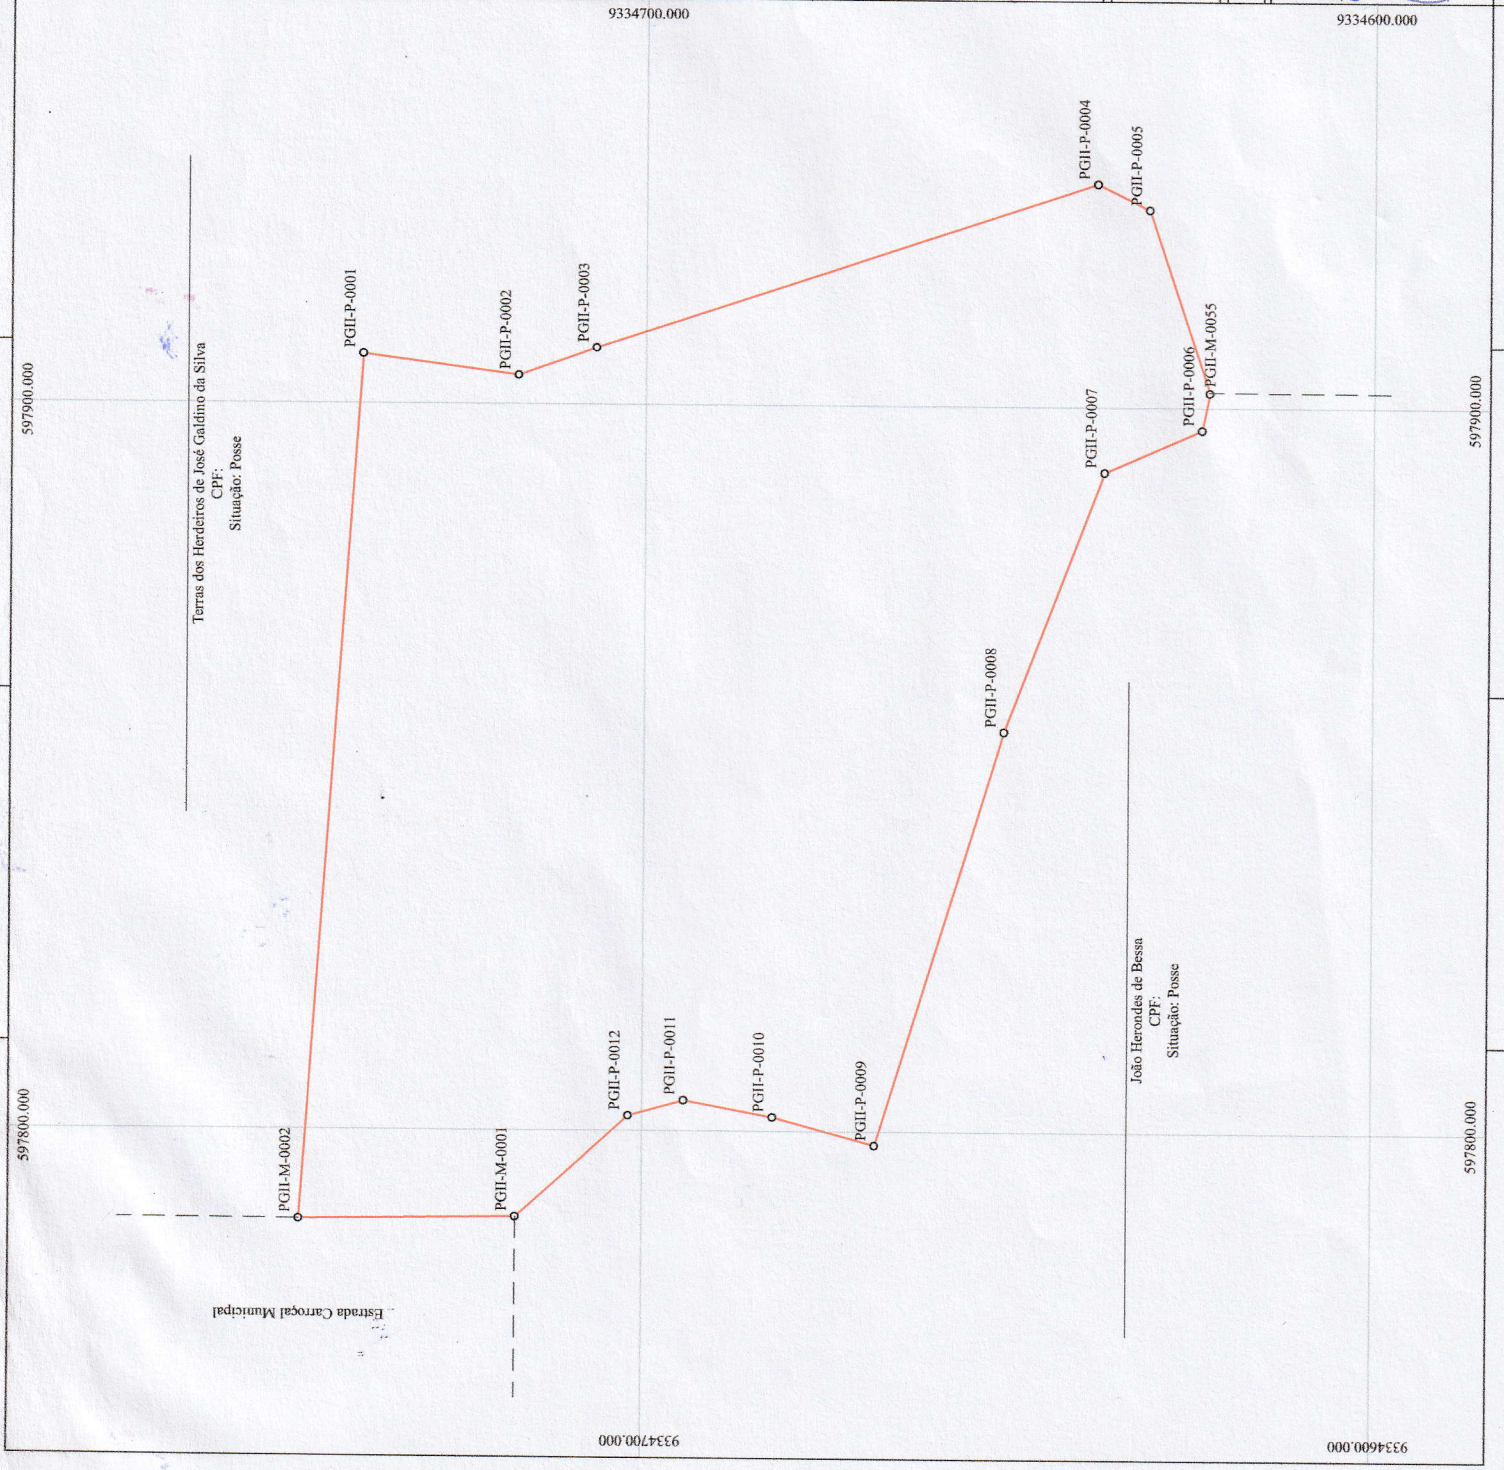 9334700.000
9334600.000
597900.000
Terras dos Herdeiros de José Galdino da Silva
CPF:
Situação: Posse
PGII-P-0001
PGII-P-0002
PGII-P-0003
PGII-P-0004
PGII-P-0005
PGII-M-0055
PGII-P-0006
PGII-P-0007
597900.000
PGII-P-0008
PGII-P-0009
PGII-P-0010
PGII-P-0011
PGII-P-0012
597800.000
PGII-M-0002
PGII-M-0001
João Herondes de Bessa
CPF:
Situação: Posse
597800.000
Estrada Carroçal Municipal
9334700.000
9334600.000